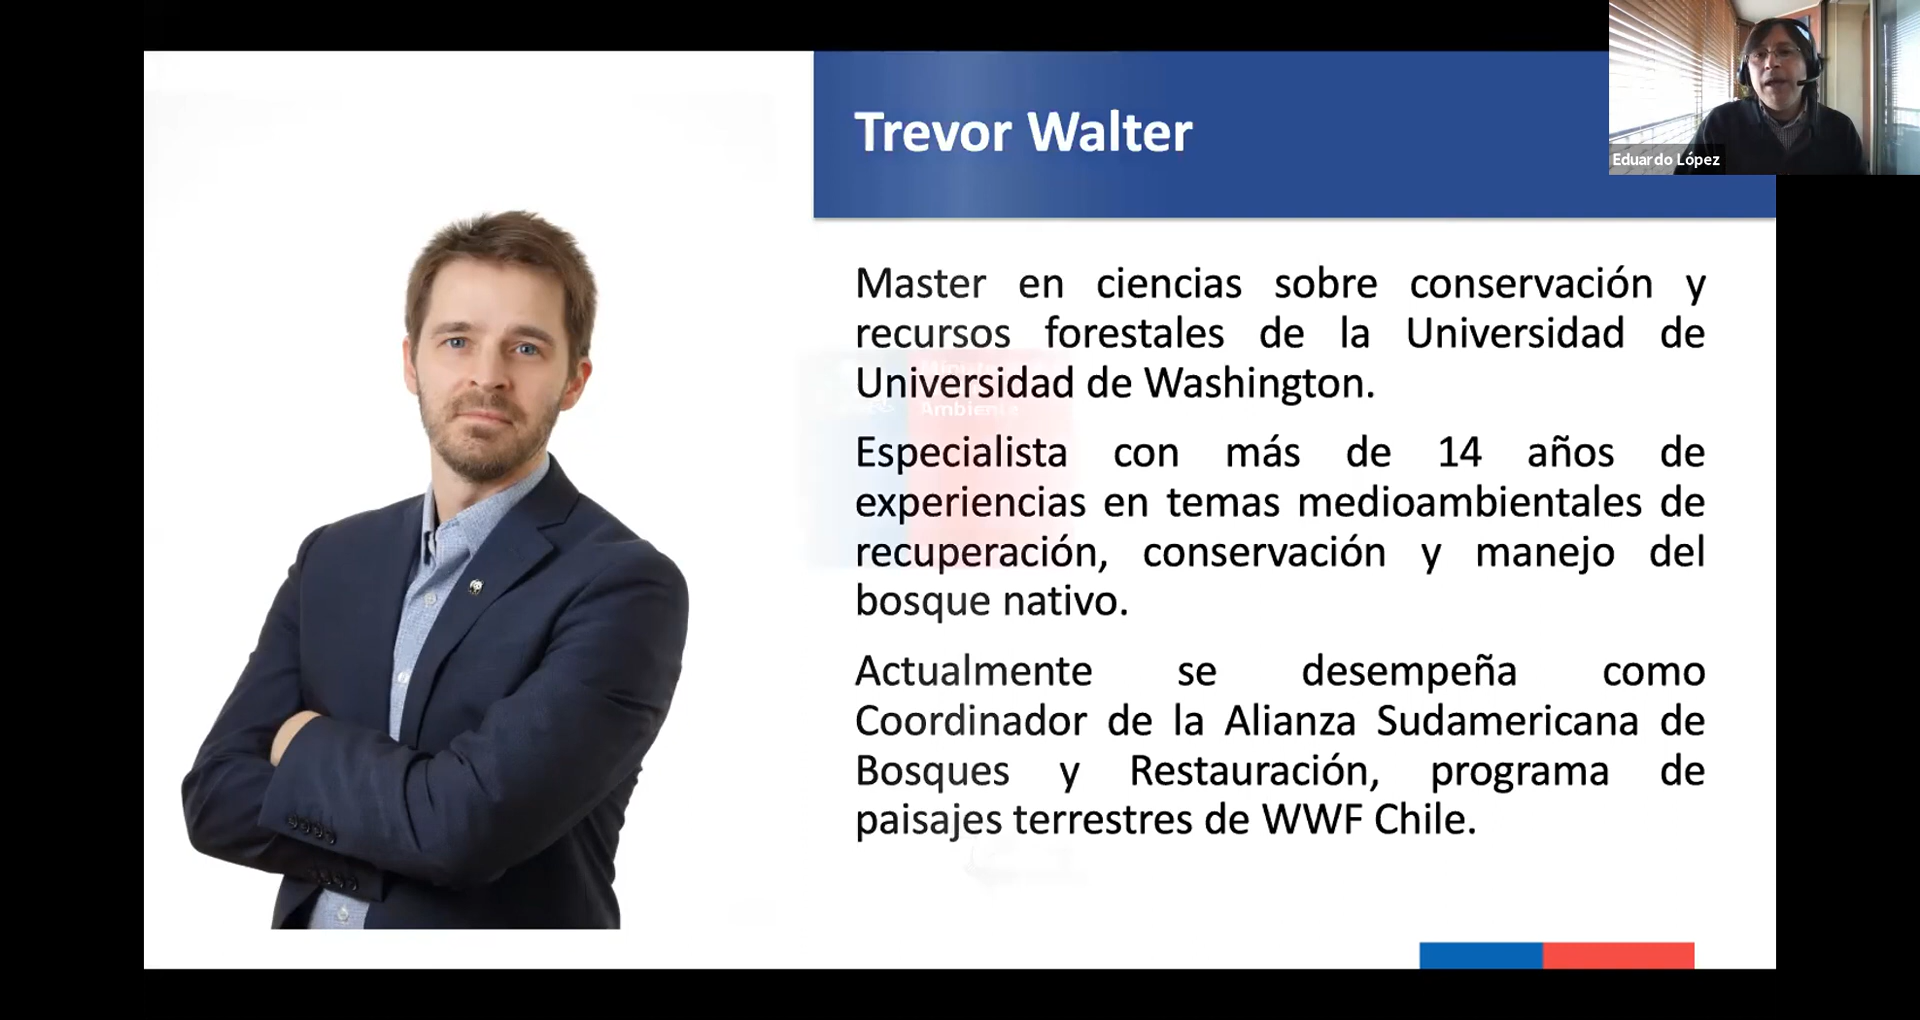 Trevor Walter
Eduardo López
Master en ciencias sobre conservación y
recursos forestales de la Universidad de
Universidad de Washington.
Especialista con más de 14 años de
experiencias en temas medioambientales de
recuperación, conservación y manejo del
bosque nativo.
Actualmente se desempeña como
Coordinador de la Alianza Sudamericana de
Bosques y Restauración, programa de
paisajes terrestres de WWF Chile.
Ambiente